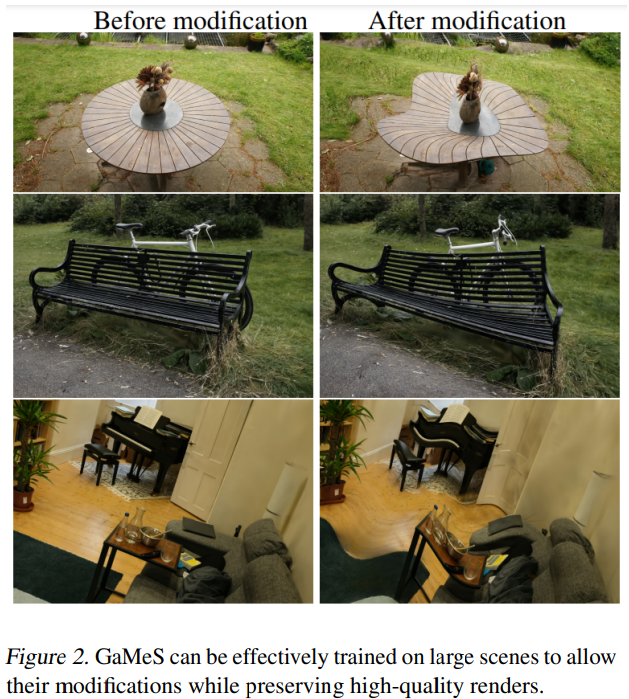 Before modification
After modification
Figure 2. GaMeS can be effectively trained on large scenes to allow
their modifications while preserving high-quality renders.